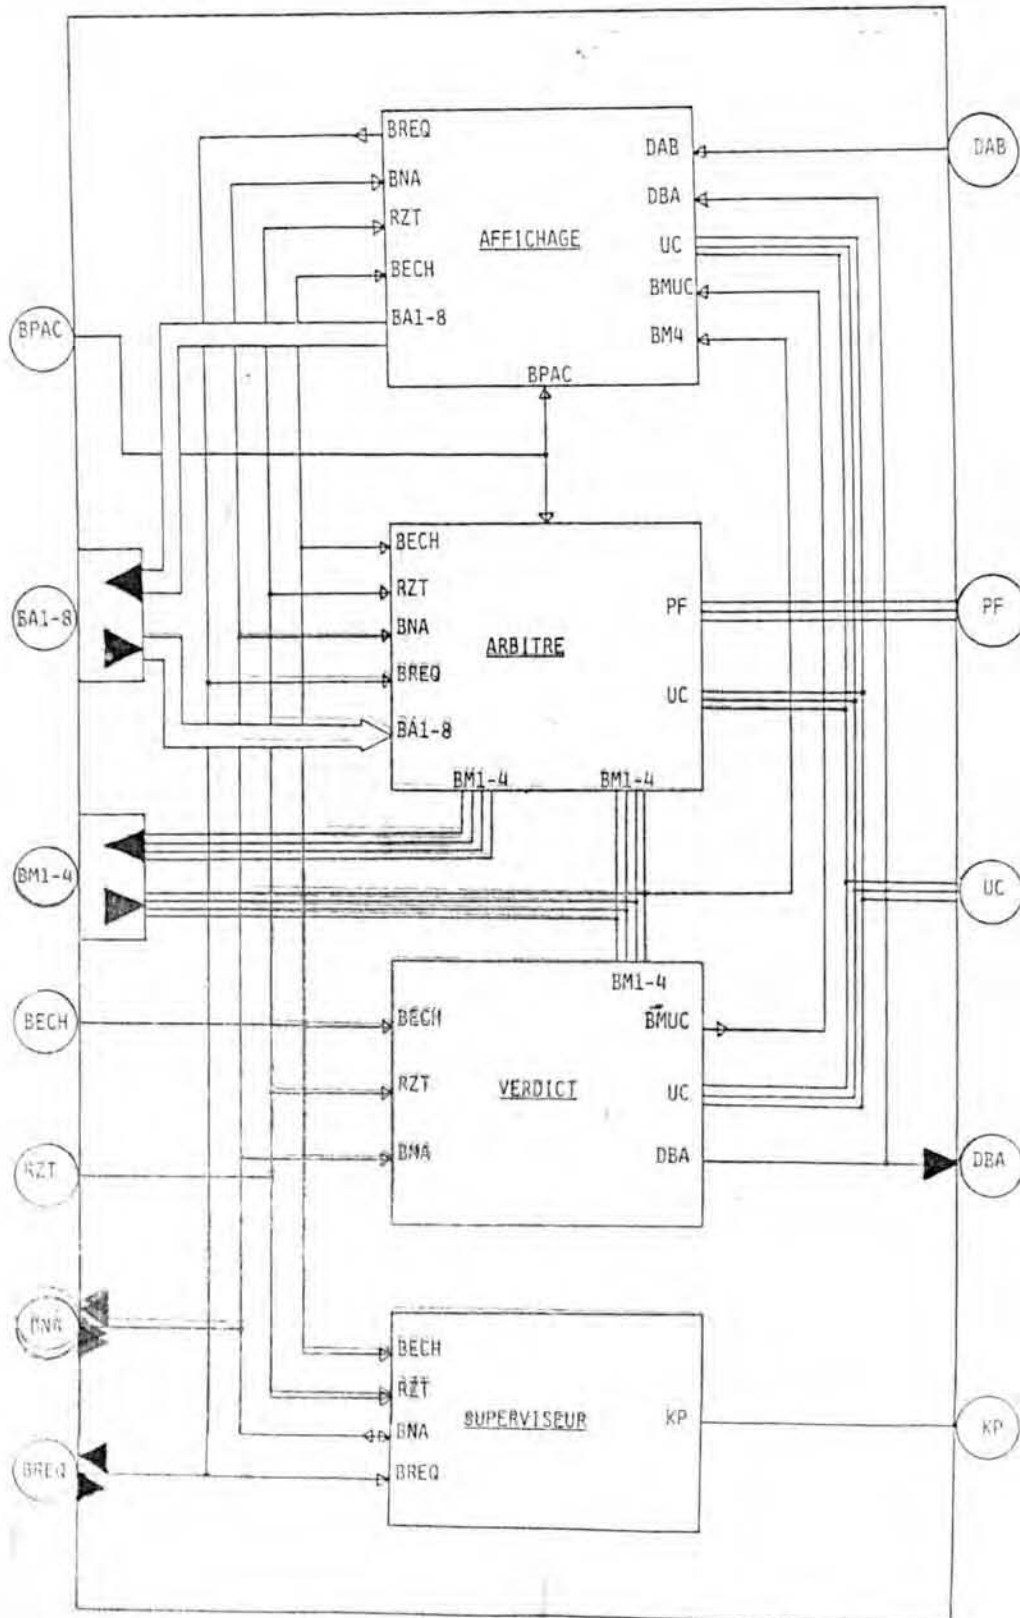 BPAC
BA1-8
BM1-4
BECH
RZT
BNA
BREQ
BREQ
BNA
RZT
BECH
BA1-8
AFFICHAGE
DAB
DBA
UC
BMUC
BM4
BPAC
BECH
RZT
BNA
BREQ
BA1-8
ARBITRE
PF
UC
BM1-4
BM1-4
BM1-4
BECH
RZT
BNA
VERDICT
BMUC
UC
DBA
BECH
RZT
BNA
BREQ
SUPERVISEUR
KP
DAB
PF
UC
DBA
KP